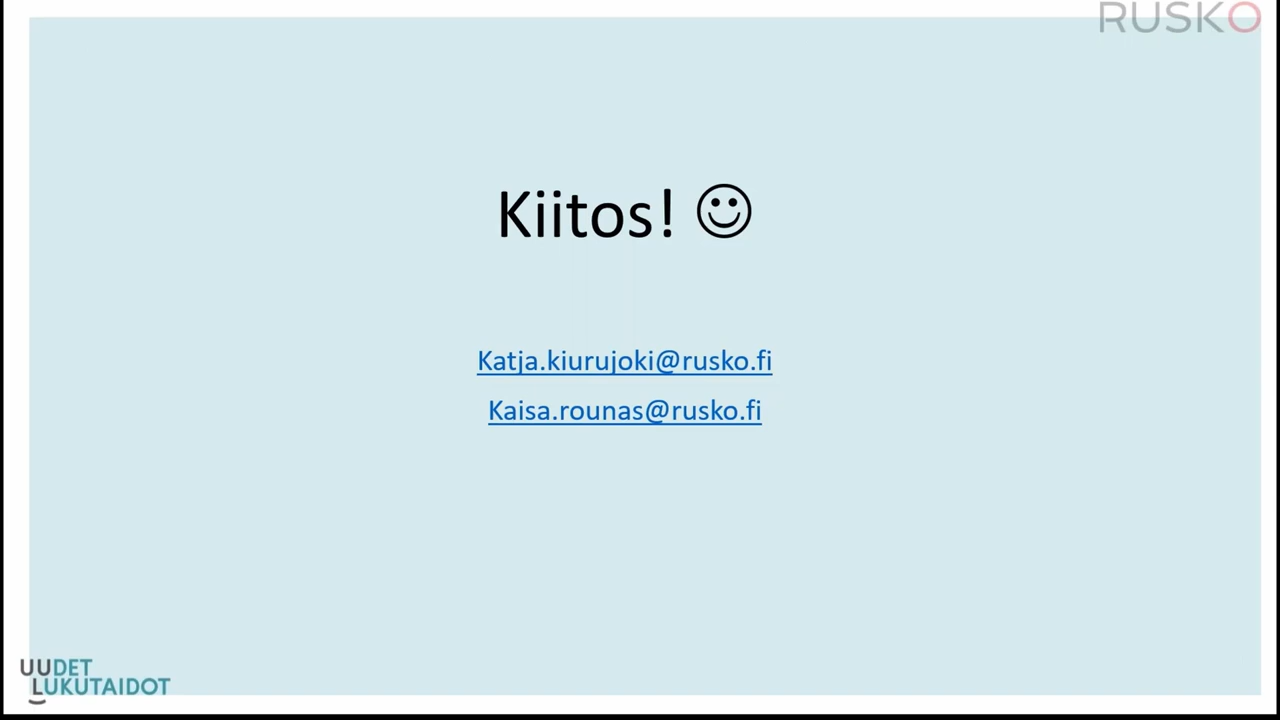 RUSKO
Kiitos! ☺
Katja.kiurujoki@rusko.fi
Kaisa.rounas@rusko.fi
UUDET
LUKUTAIDOT